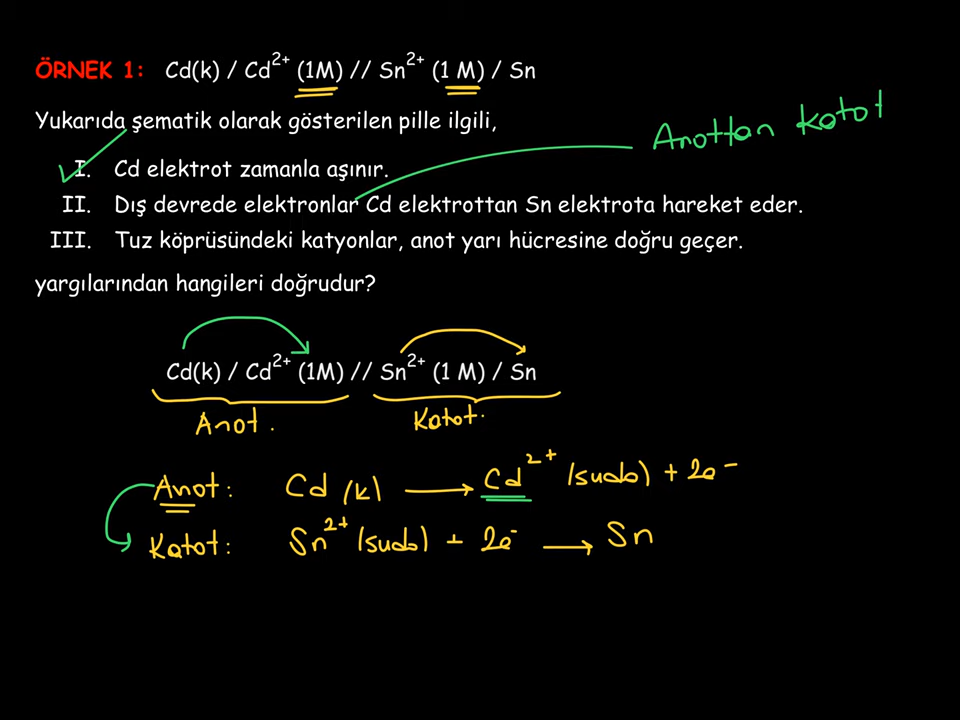 ÖRNEK 1: Cd(k) / Cd²⁺ (1M) // Sn²⁺ (1 M) / Sn
Yukarıda şematik olarak gösterilen pille ilgili,
Anottan Katot
I. Cd elektrot zamanla aşınır.
II. Dış devrede elektronlar Cd elektrottan Sn elektrota hareket eder.
III. Tuz köprüsündeki katyonlar, anot yarı hücresine doğru geçer.
yargılarından hangileri doğrudur?
Cd(k) / Cd²⁺ (1M) // Sn²⁺ (1 M) / Sn
Anot. Katot.
Anot: Cd (k) → Cd²⁺ (suda) + 2e⁻
Katot: Sn²⁺ (suda) + 2e⁻ → Sn